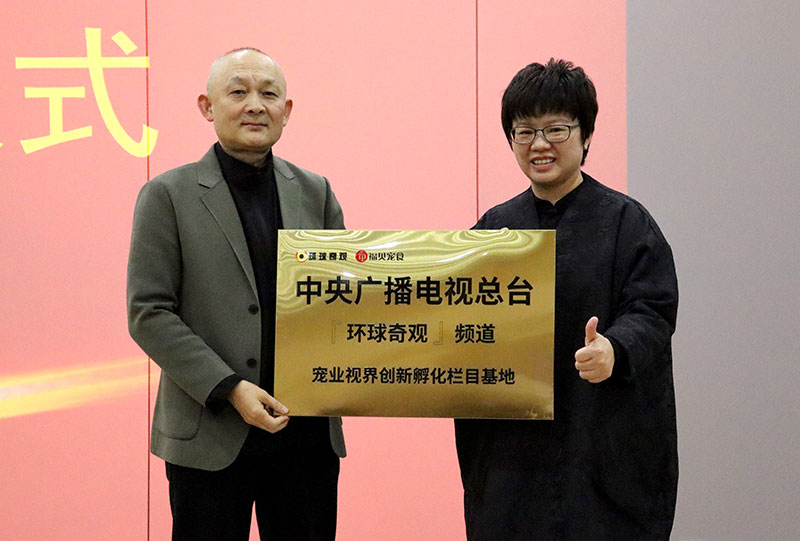 式
环球奇观 福贝宠食
中央广播电视总台
『环球奇观』频道
宠业视界创新孵化栏目基地